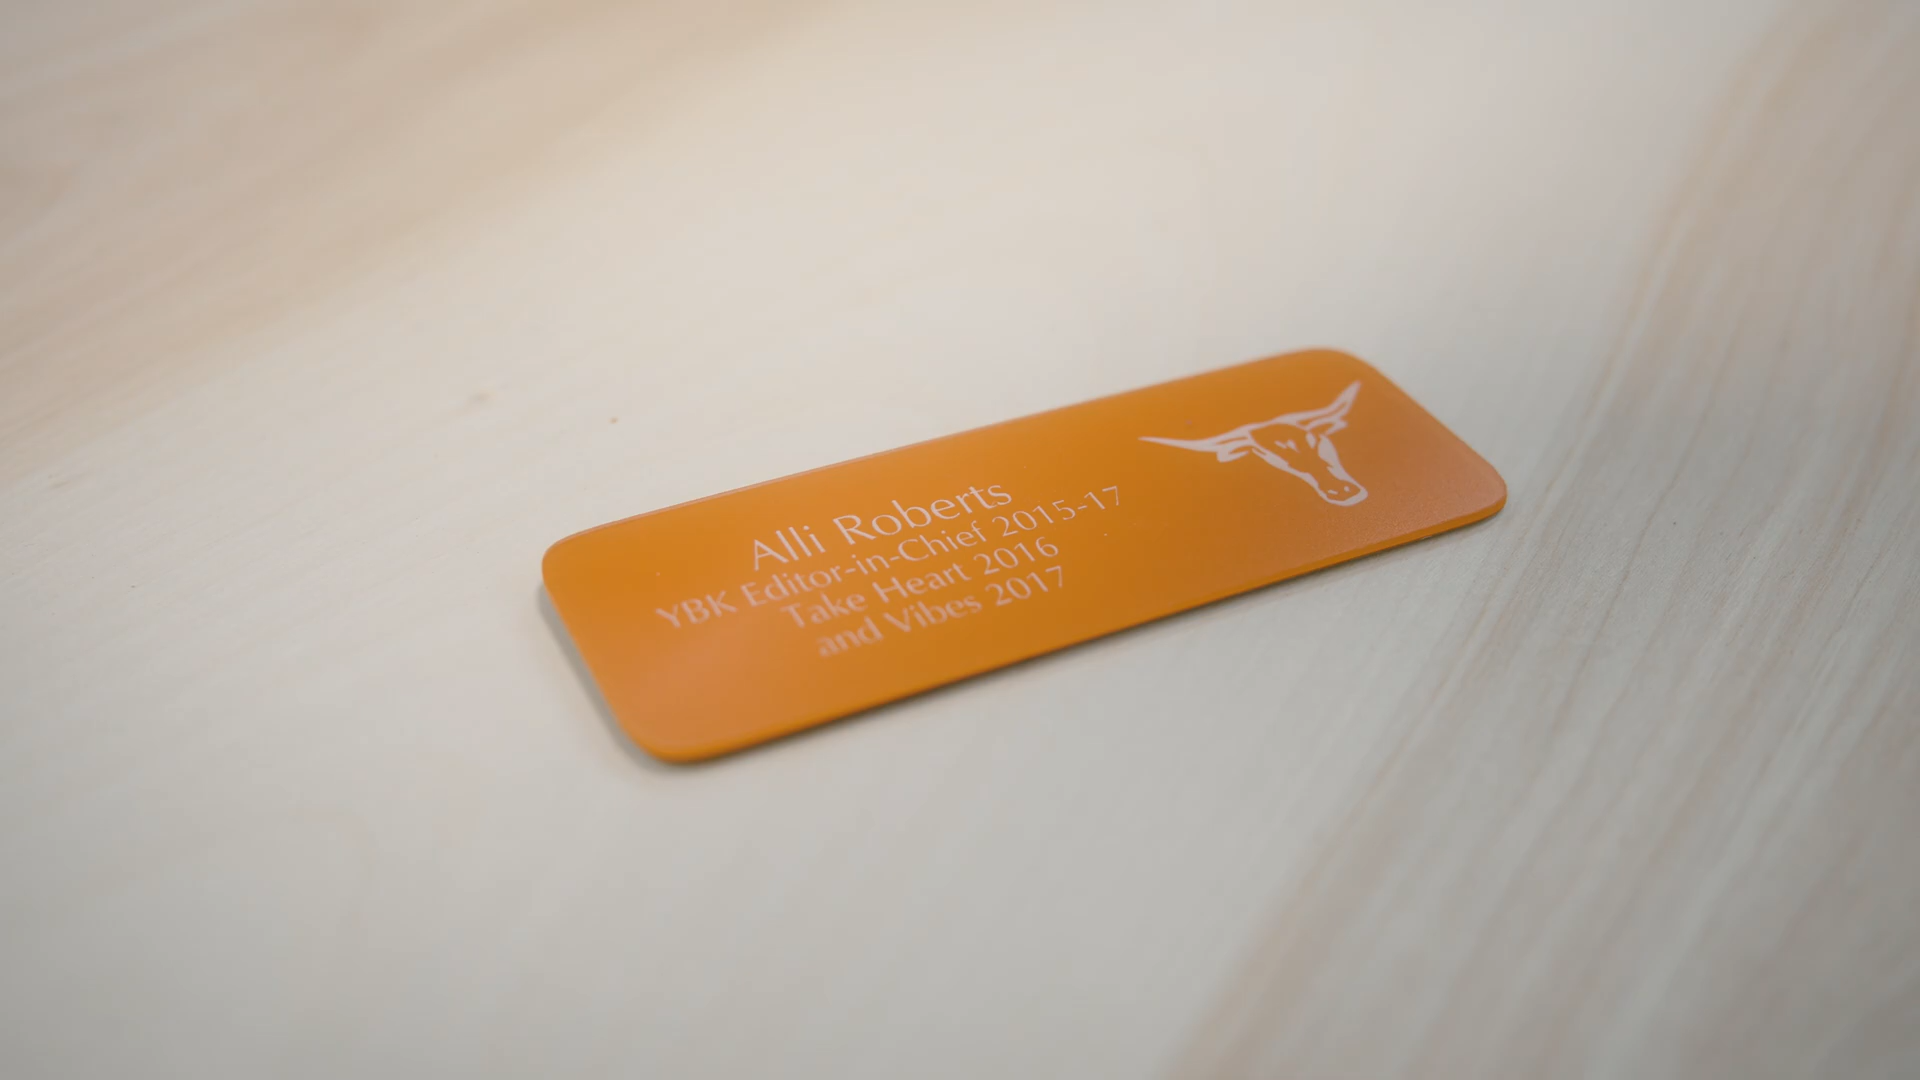 Alli Roberts
YBK Editor-in-Chief 2015-17
Take Heart 2016
and Vibes 2017